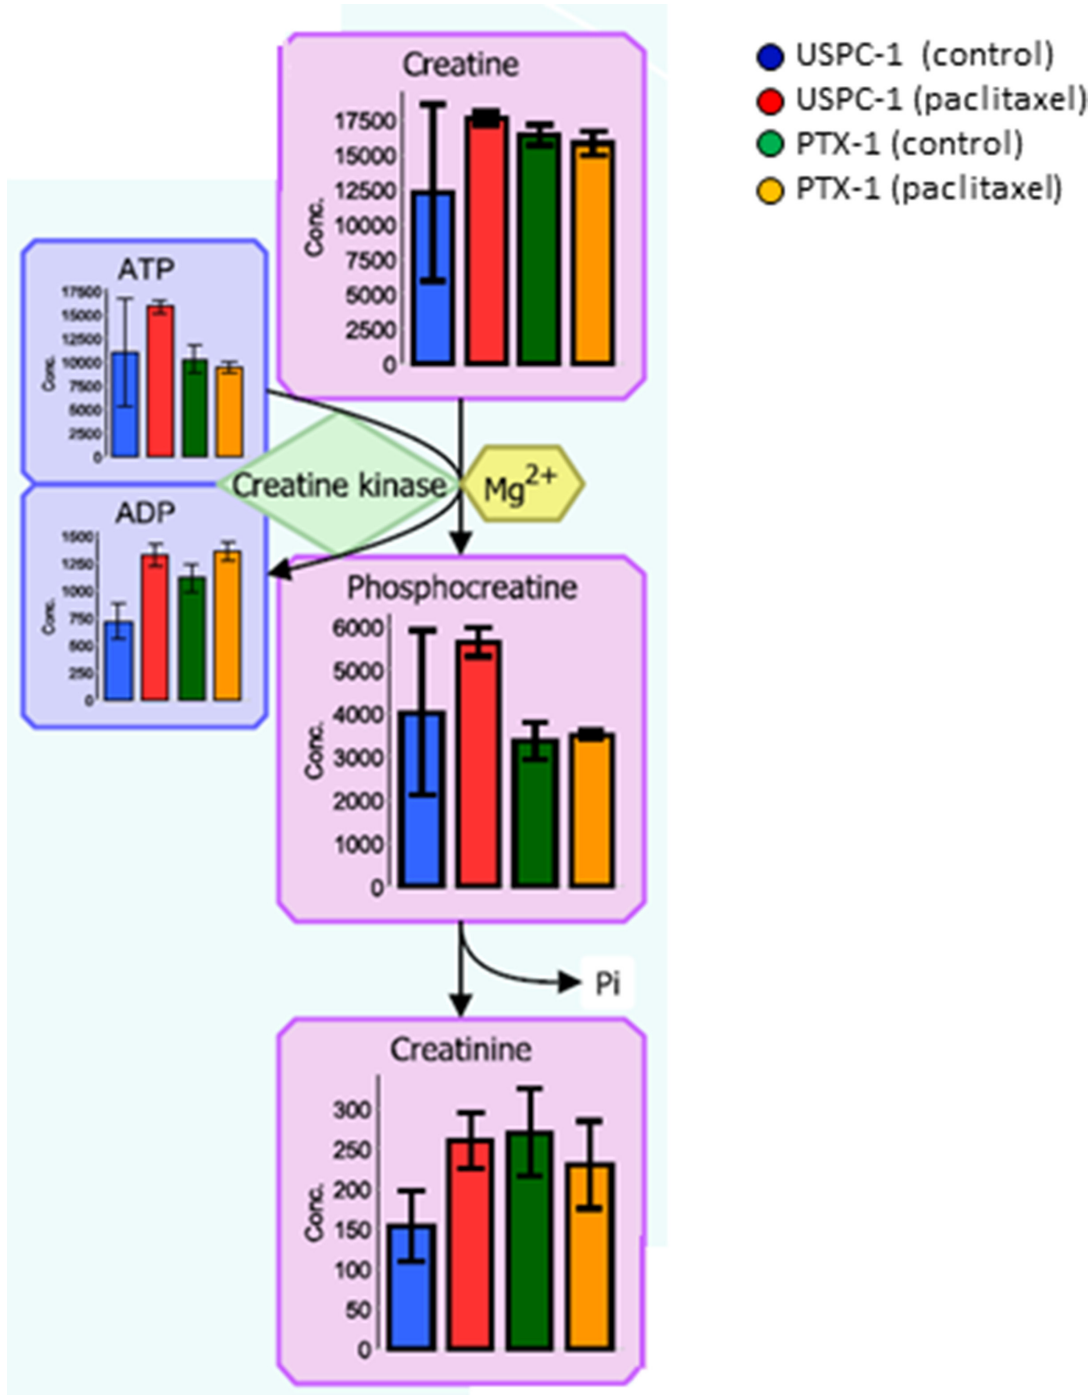 Creatine
Conc.
17500
15000
12500
10000
7500
5000
2500
0
USPC-1 (control)
USPC-1 (paclitaxel)
PTX-1 (control)
PTX-1 (paclitaxel)
ATP
Conc.
17500
15000
12500
10000
7500
5000
2500
0
Creatine kinase
Mg2+
ADP
Conc.
1500
1250
1000
750
500
250
0
Phosphocreatine
Conc.
6000
5000
4000
3000
2000
1000
0
Pi
Creatinine
Conc.
300
250
200
150
100
50
0